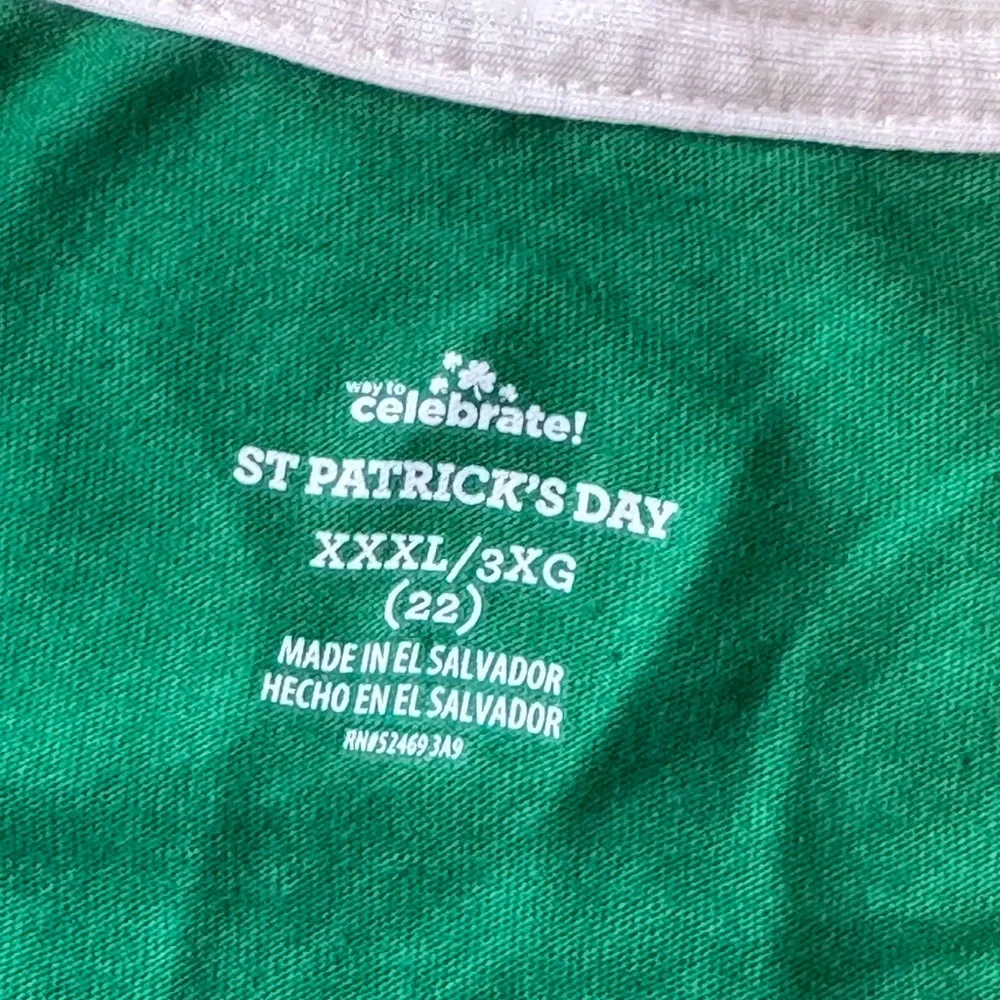 way to
celebrate!
ST PATRICK'S DAY
XXXL/3XG
(22)
MADE IN EL SALVADOR
HECHO EN EL SALVADOR
RN#52469 3A9